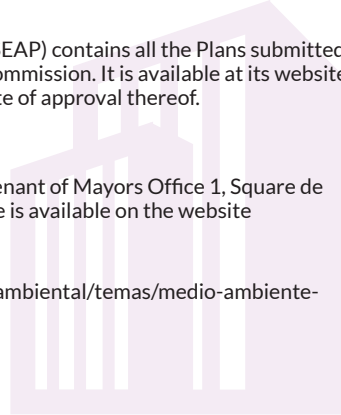 EAP) contains all the Plans submitted
ommission. It is available at its website
te of approval thereof.
enant of Mayors Office 1, Square de
e is available on the website
ambiental/temas/medio-ambiente-